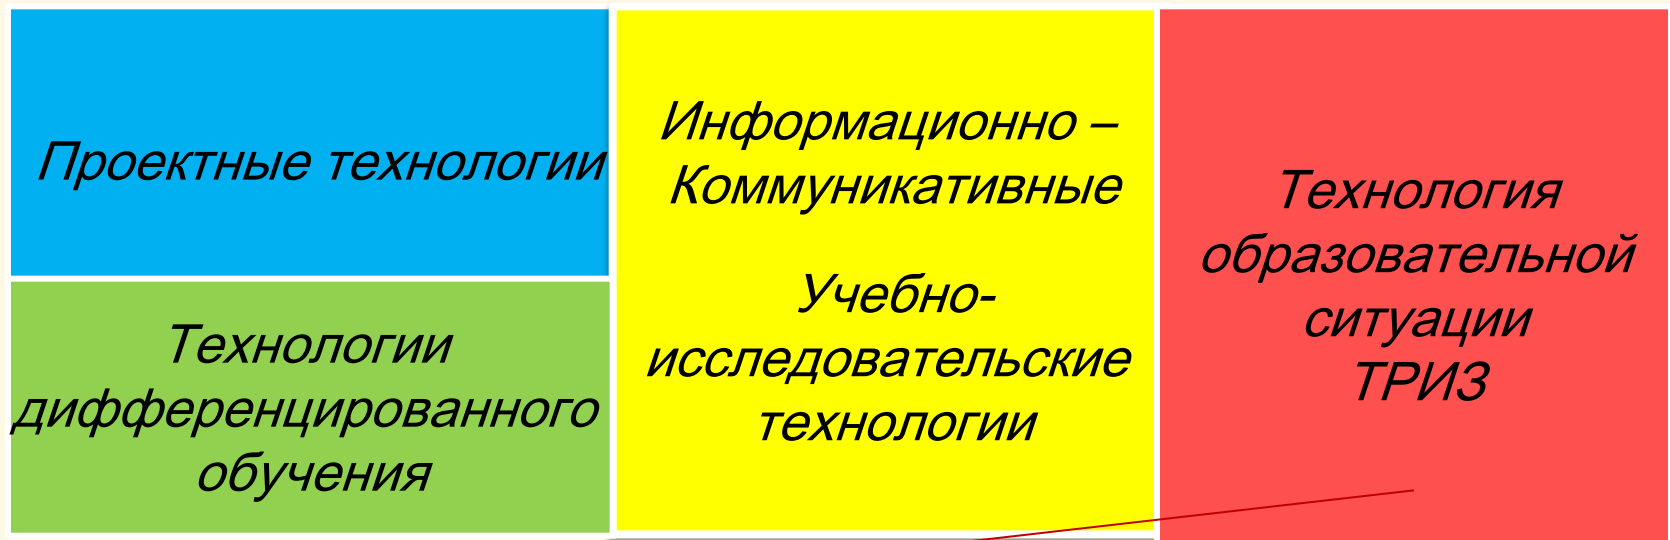 Проектные технологии
Технологии
дифференцированного
обучения
Информационно –
Коммуникативные
Учебно-
исследовательские
технологии
Технология
образовательной
ситуации
ТРИЗ